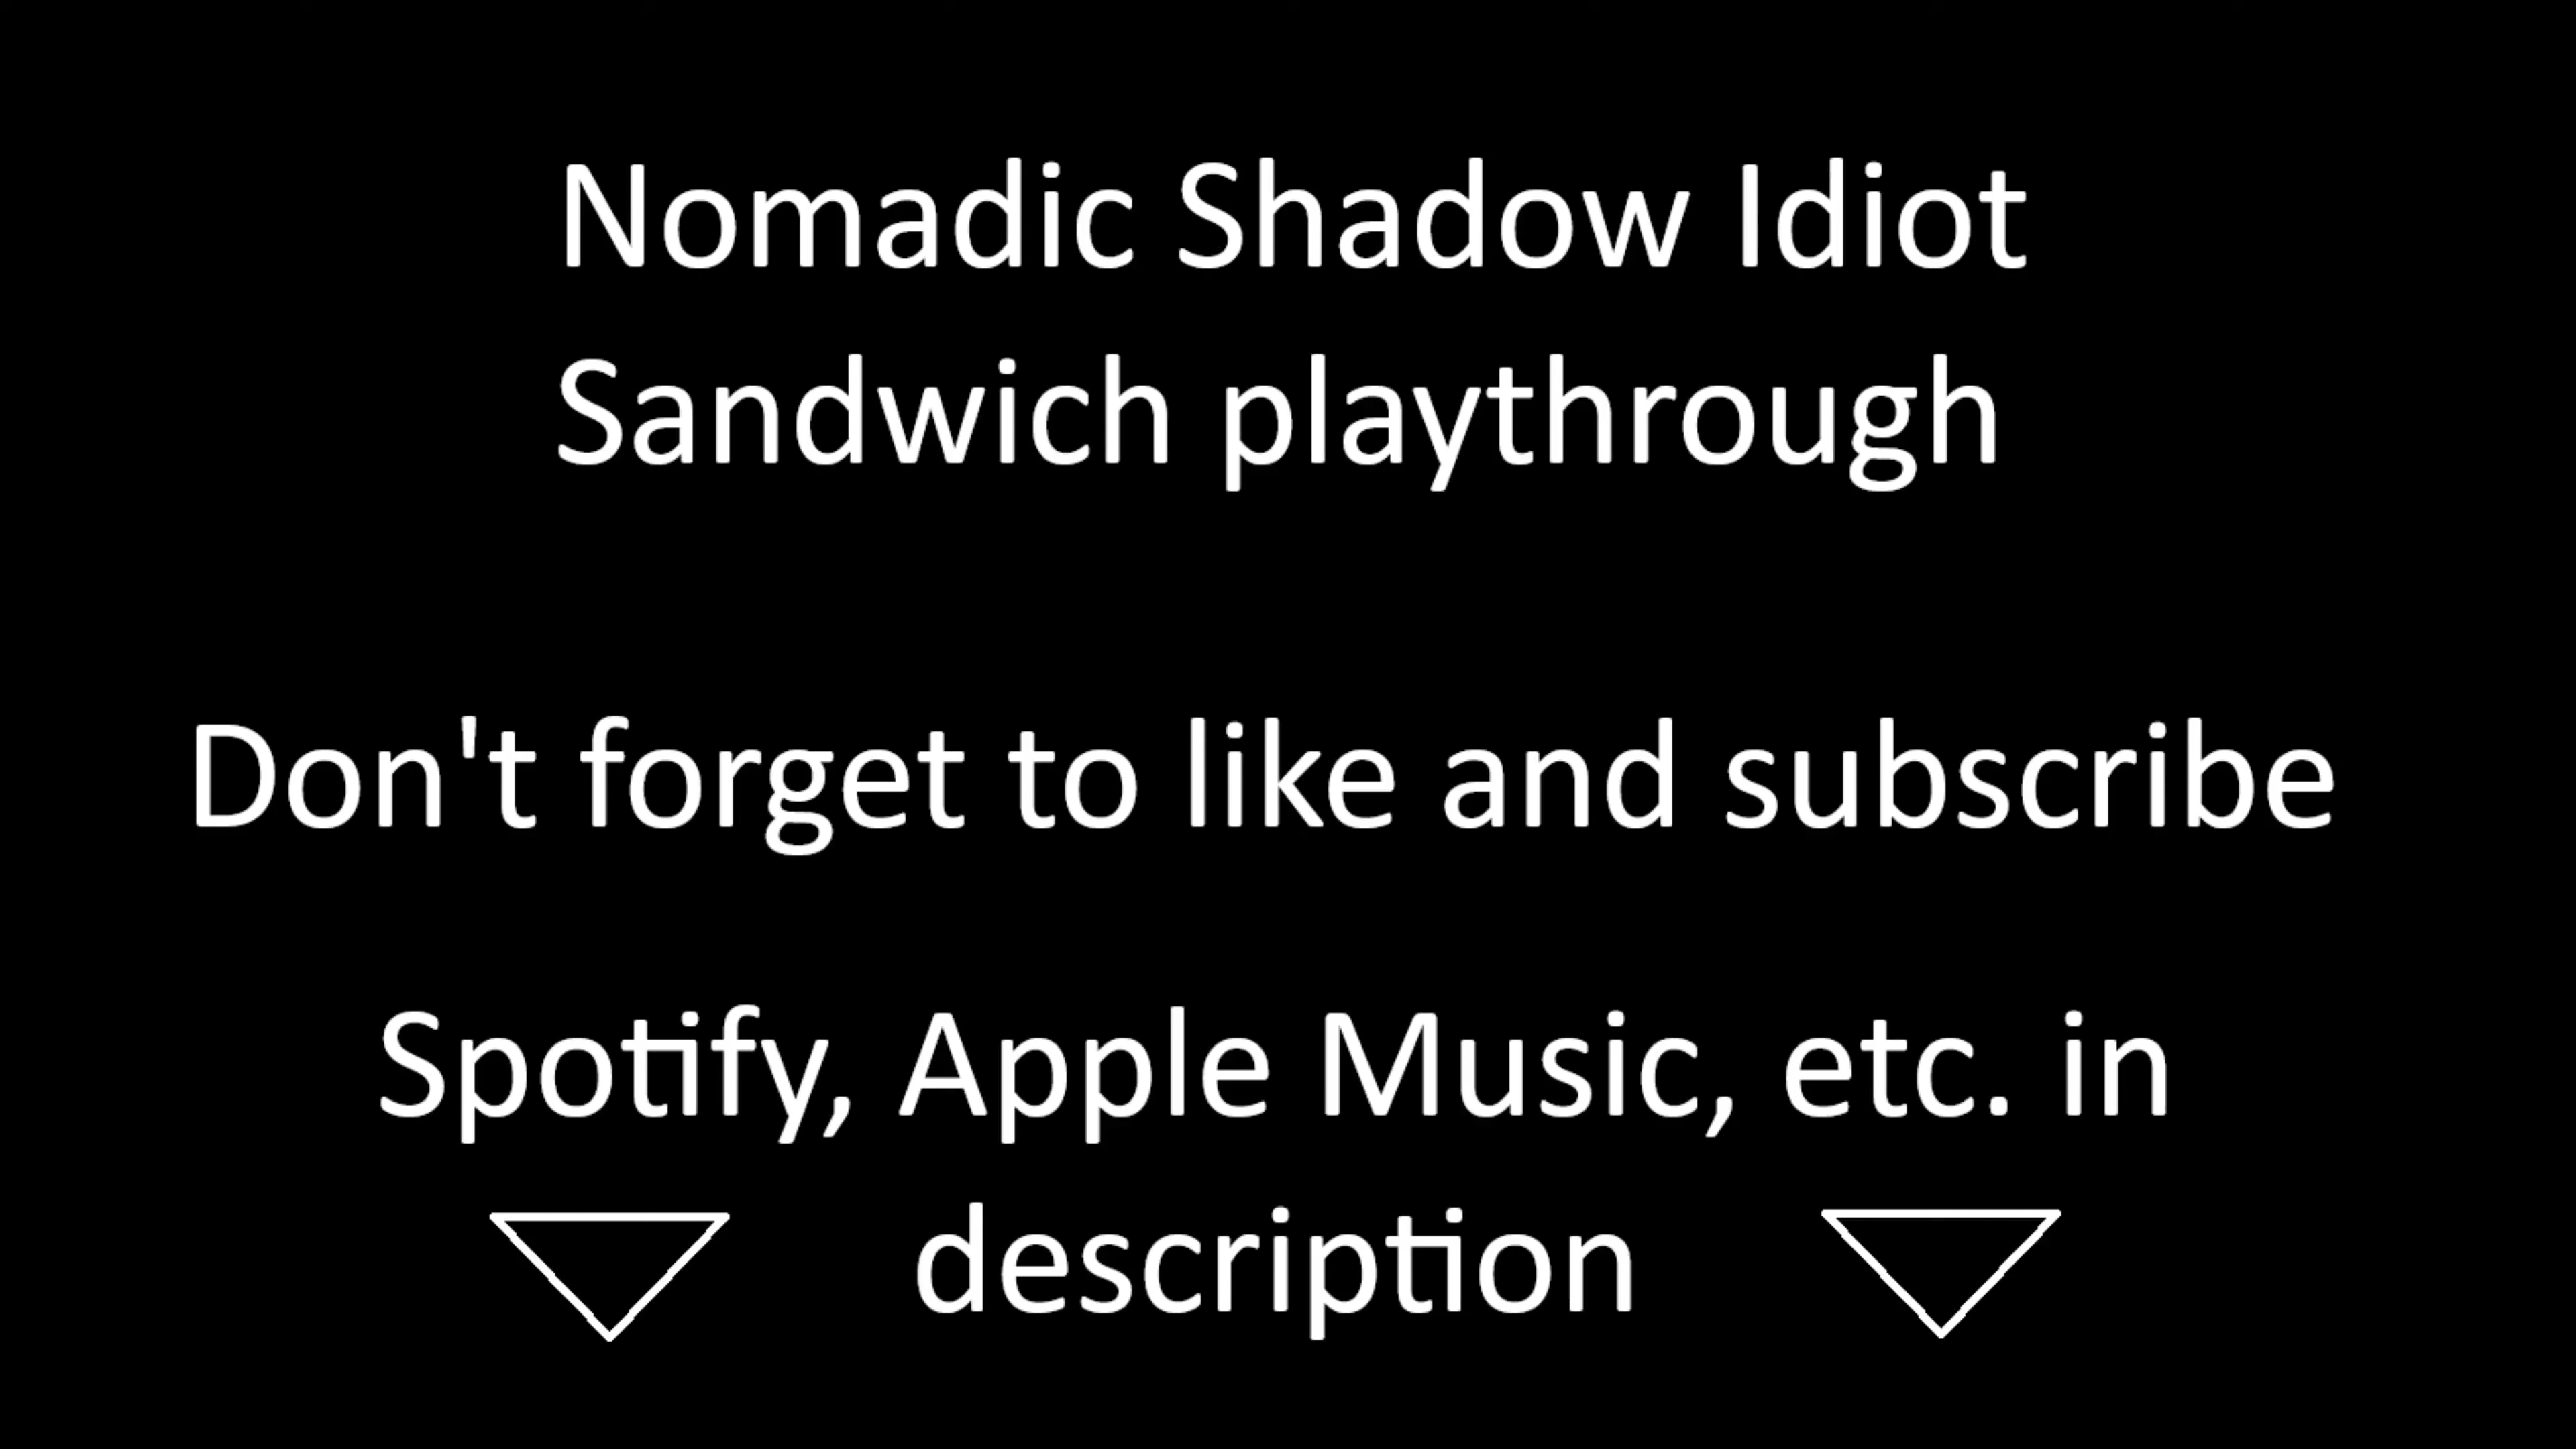 Nomadic Shadow Idiot
Sandwich playthrough
Don't forget to like and subscribe
Spotify, Apple Music, etc. in
description